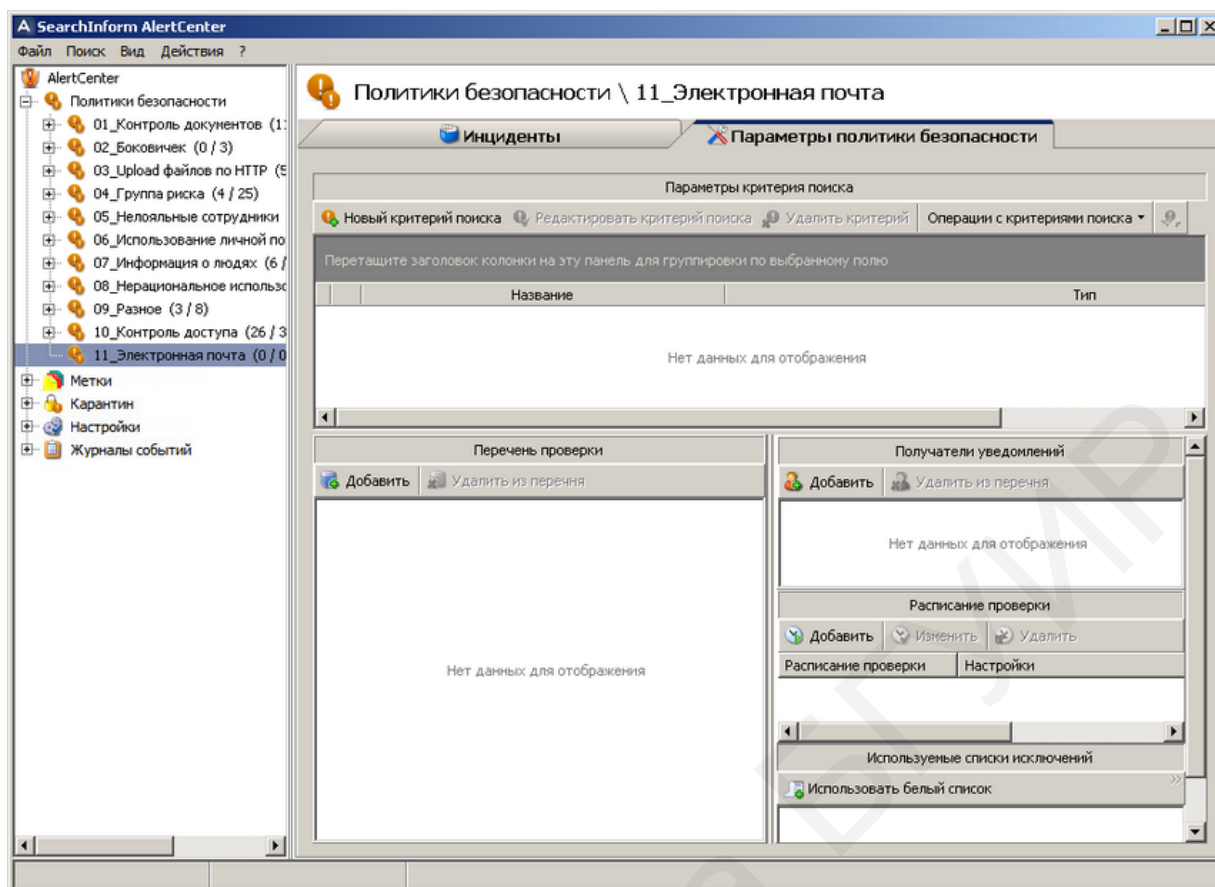 SearchInform AlertCenter
Файл Поиск Вид Действия ?
AlertCenter
Политики безопасности
01_Контроль документов (1
02_Боковичек (0 / 3)
03_Upload файлов по HTTP (5
04_Группа риска (4 / 25)
05_Нелояльные сотрудники
06_Использование личной по
07_Информация о людях (6 /
08_Нерациональное использо
09_Разное (3 / 8)
10_Контроль доступа (26 / 3
11_Электронная почта (0 / 0
Метки
Карантин
Настройки
Журналы событий
Политики безопасности \ 11_Электронная почта
Инциденты
Параметры политики безопасности
Параметры критерия поиска
Новый критерий поиска Редактировать критерий поиска Удалить критерий Операции с критериями поиска
Перетащите заголовок колонки на эту панель для группировки по выбранному полю
Название Тип
Нет данных для отображения
Перечень проверки
Добавить Удалить из перечня
Нет данных для отображения
Получатели уведомлений
Добавить Удалить из перечня
Нет данных для отображения
Расписание проверки
Добавить Изменить Удалить
Расписание проверки Настройки
Используемые списки исключений
Использовать белый список
БГУИР